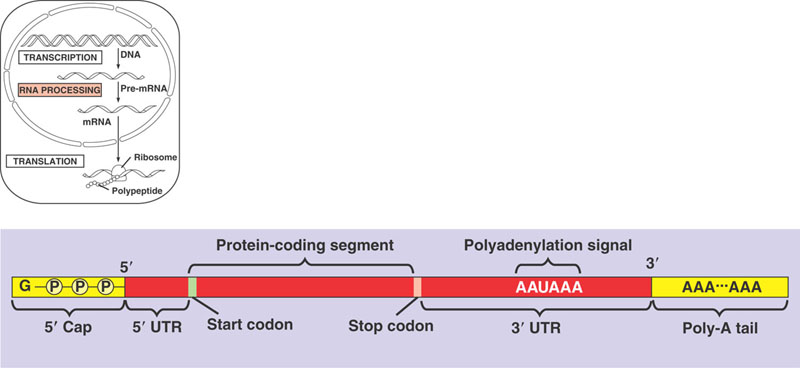 DNA
TRANSCRIPTION
RNA PROCESSING
Pre-mRNA
mRNA
TRANSLATION
Ribosome
Polypeptide
Protein-coding segment
Polyadenylation signal
5′
3′
G P P P
AAUAAA
AAA···AAA
5′ Cap
5′ UTR
Start codon
Stop codon
3′ UTR
Poly-A tail